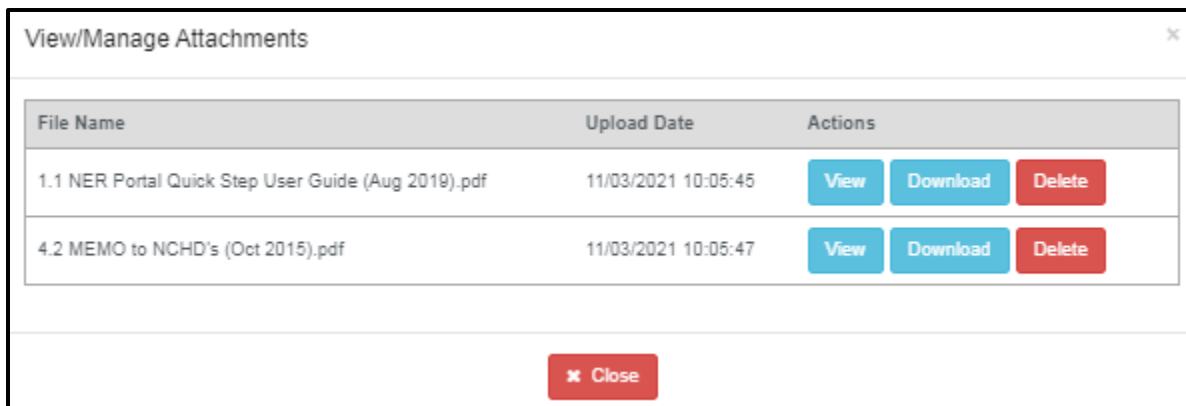 View/Manage Attachments ×
File Name Upload Date Actions
1.1 NER Portal Quick Step User Guide (Aug 2019).pdf 11/03/2021 10:05:45 View Download Delete
4.2 MEMO to NCHD's (Oct 2015).pdf 11/03/2021 10:05:47 View Download Delete
✖ Close